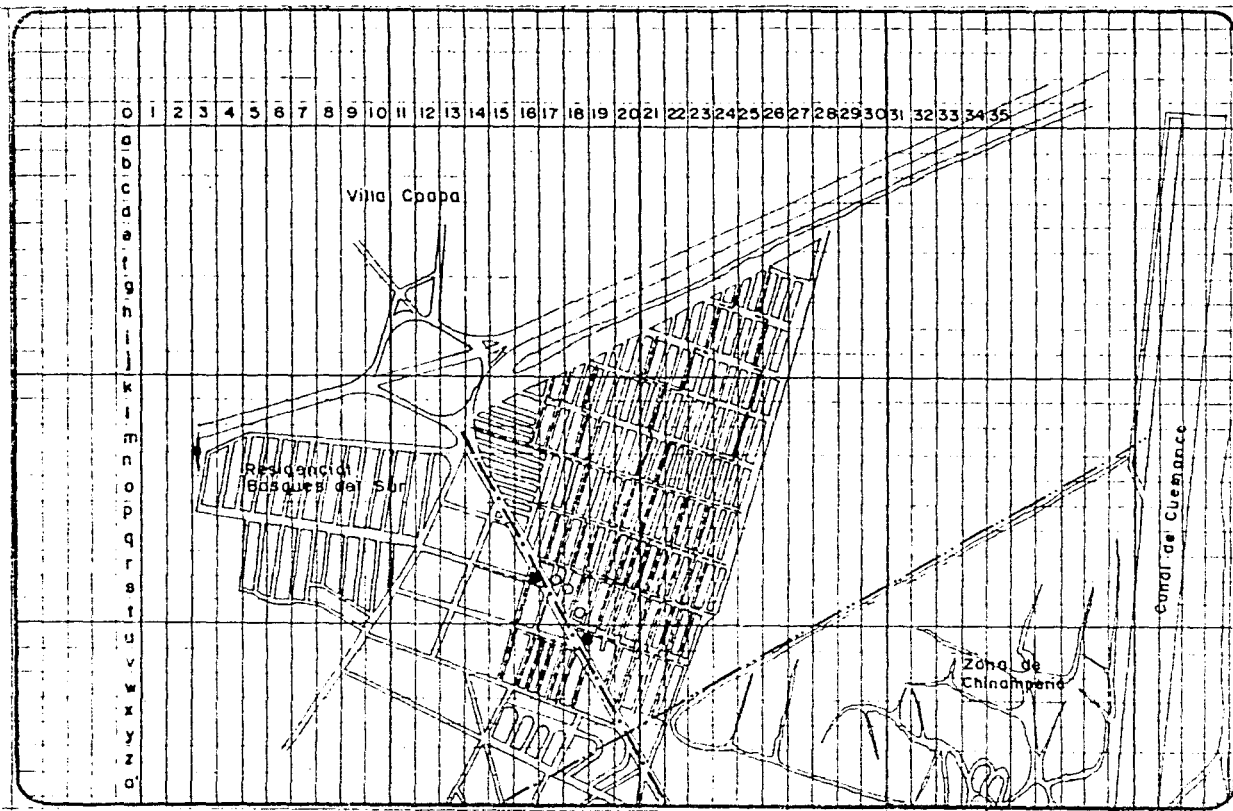 0 1 2 3 4 5 6 7 8 9 10 11 12 13 14 15 16 17 18 19 20 21 22 23 24 25 26 27 28 29 30 31 32 33 34 35
a
b
c
d
e
f
g
h
i
j
k
l
m
n
o
p
q
r
s
t
u
v
w
x
y
z
a'
Villa Coapa
Residencial
Bosques del Sur
Canal de Cuemanco
Zona de
Chinamperia